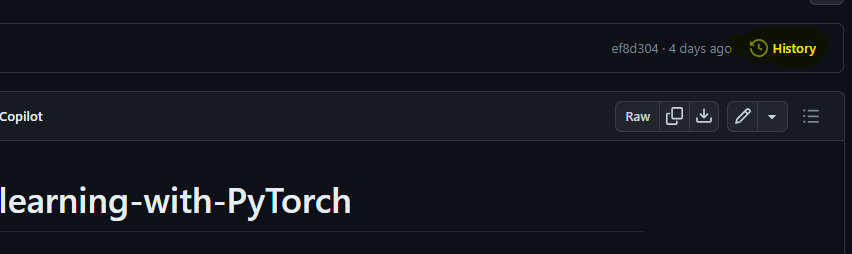 ef8d304 · 4 days ago History
Copilot Raw
learning-with-PyTorch